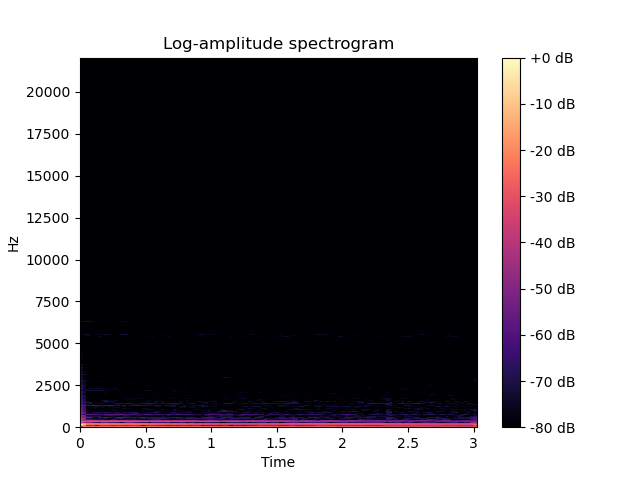 Log-amplitude spectrogram
Hz
20000
17500
15000
12500
10000
7500
5000
2500
0
0
0.5
1
1.5
2
2.5
3
Time
+0 dB
-10 dB
-20 dB
-30 dB
-40 dB
-50 dB
-60 dB
-70 dB
-80 dB